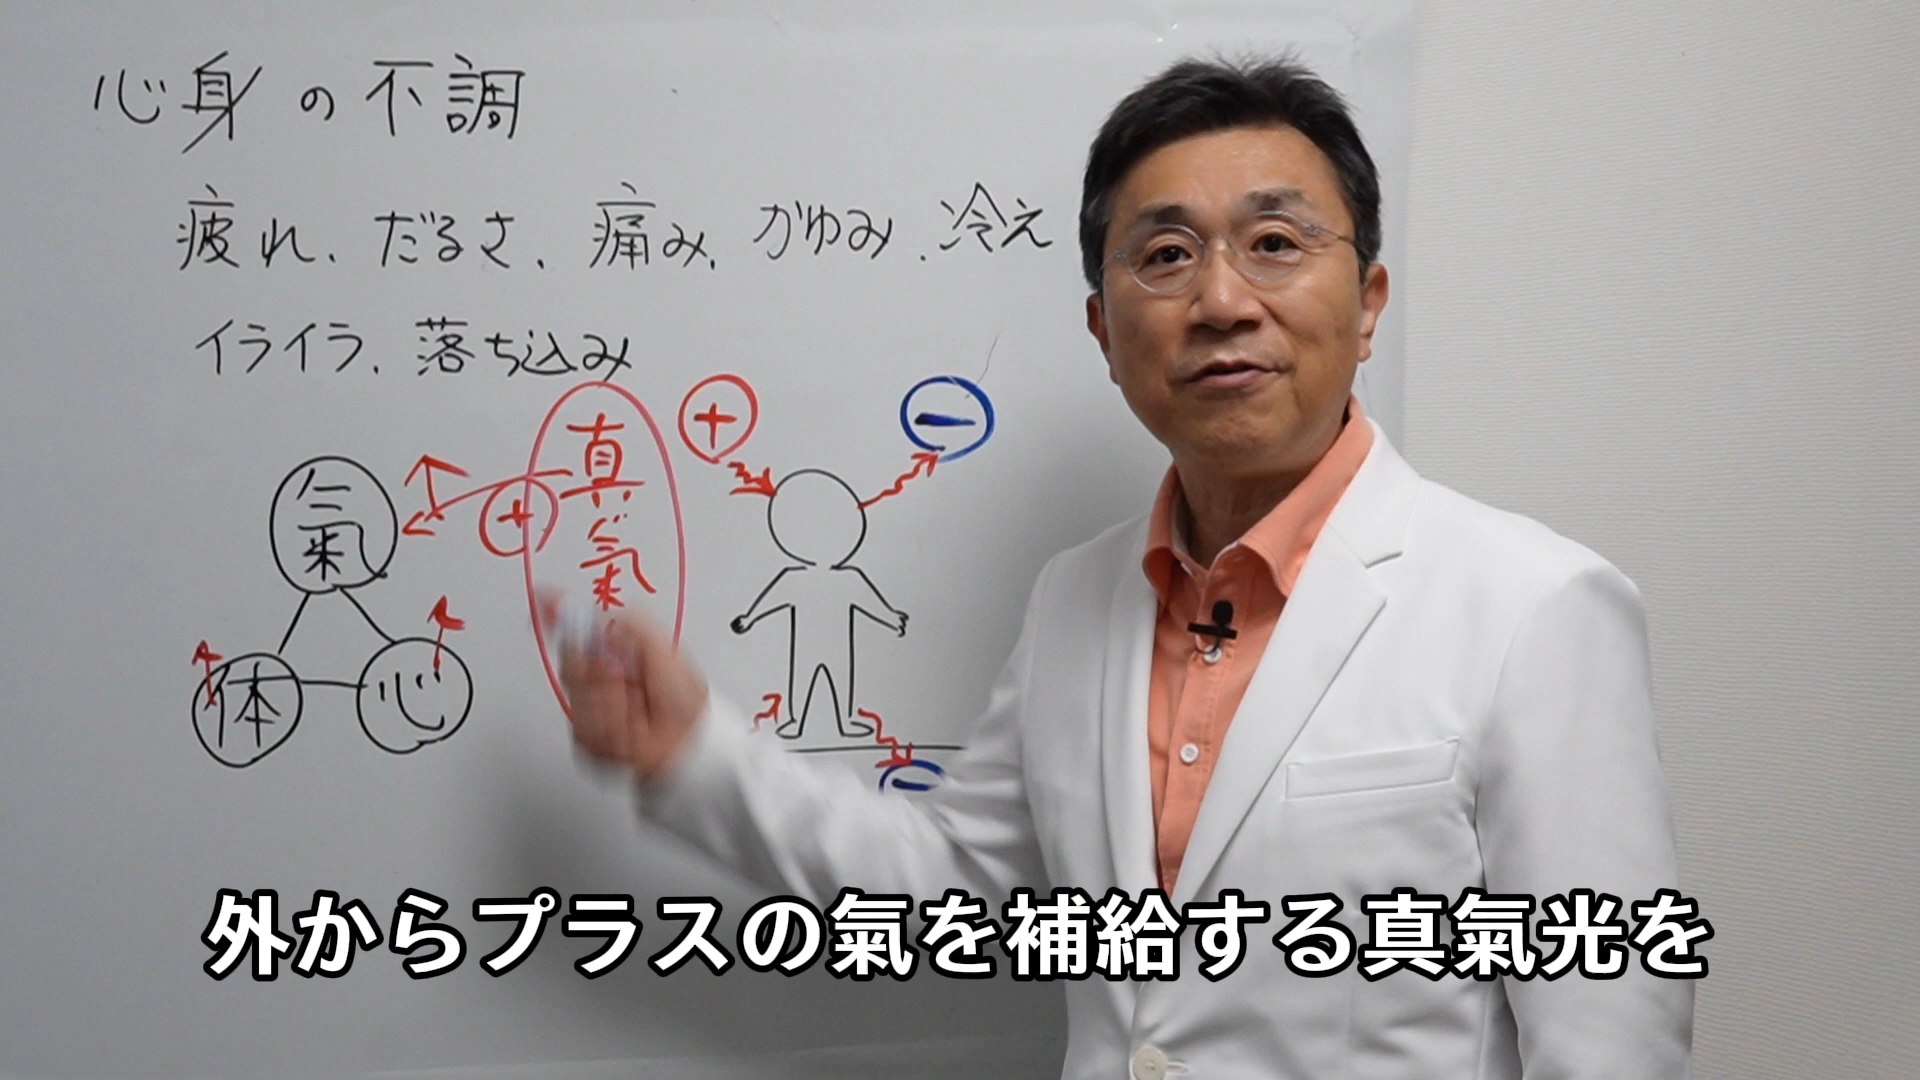 心身の不調
疲れ、だるさ、痛み、かゆみ、冷え
イライラ、落ち込み
真氣
+
−
氣
+
体
心
−
外からプラスの氣を補給する真氣光を